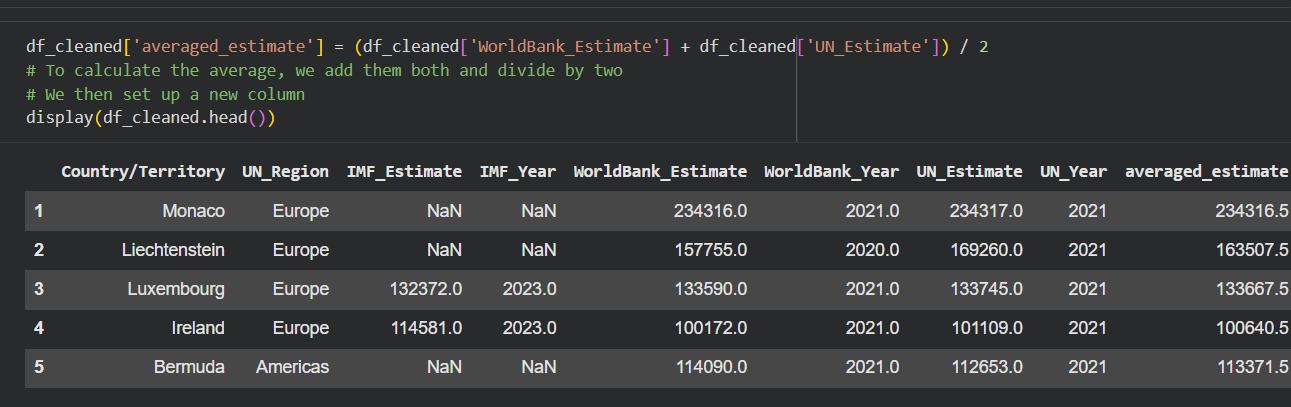 df_cleaned['averaged_estimate'] = (df_cleaned['WorldBank_Estimate'] + df_cleaned['UN_Estimate']) / 2
# To calculate the average, we add them both and divide by two
# We then set up a new column
display(df_cleaned.head())
Country/Territory UN_Region IMF_Estimate IMF_Year WorldBank_Estimate WorldBank_Year UN_Estimate UN_Year averaged_estimate
1 Monaco Europe NaN NaN 234316.0 2021.0 234317.0 2021 234316.5
2 Liechtenstein Europe NaN NaN 157755.0 2020.0 169260.0 2021 163507.5
3 Luxembourg Europe 132372.0 2023.0 133590.0 2021.0 133745.0 2021 133667.5
4 Ireland Europe 114581.0 2023.0 100172.0 2021.0 101109.0 2021 100640.5
5 Bermuda Americas NaN NaN 114090.0 2021.0 112653.0 2021 113371.5